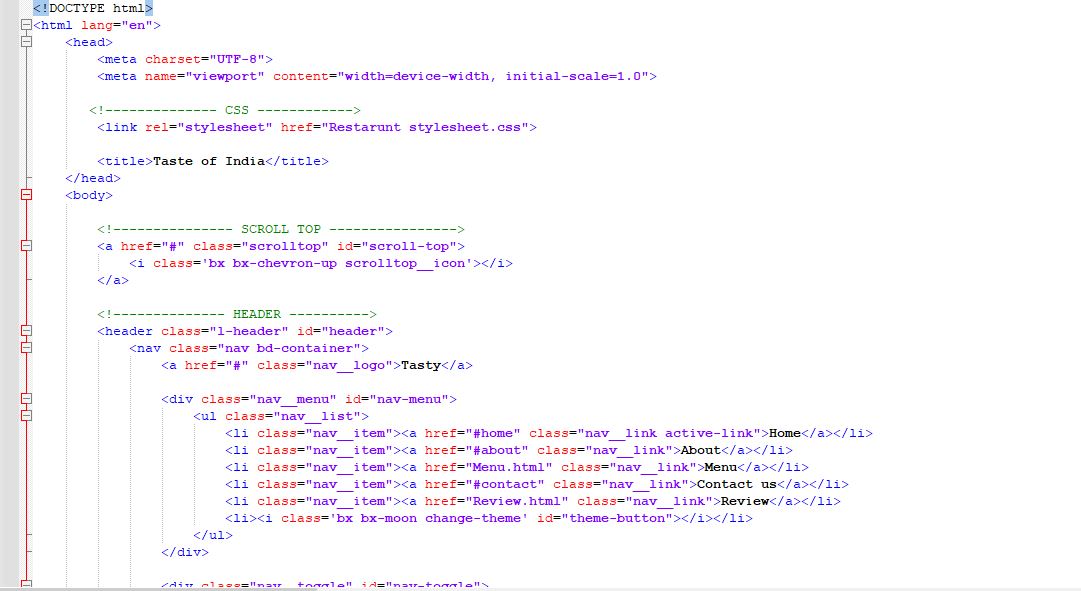 <!DOCTYPE html>
<html lang="en">
<head>
<meta charset="UTF-8">
<meta name="viewport" content="width=device-width, initial-scale=1.0">
<!-------------- CSS ------------>
<link rel="stylesheet" href="Restarunt stylesheet.css">
<title>Taste of India</title>
</head>
<body>
<!--------------- SCROLL TOP ---------------->
<a href="#" class="scrolltop" id="scroll-top">
<i class='bx bx-chevron-up scrolltop__icon'></i>
</a>
<!-------------- HEADER ---------->
<header class="l-header" id="header">
<nav class="nav bd-container">
<a href="#" class="nav__logo">Tasty</a>
<div class="nav__menu" id="nav-menu">
<ul class="nav__list">
<li class="nav__item"><a href="#home" class="nav__link active-link">Home</a></li>
<li class="nav__item"><a href="#about" class="nav__link">About</a></li>
<li class="nav__item"><a href="Menu.html" class="nav__link">Menu</a></li>
<li class="nav__item"><a href="#contact" class="nav__link">Contact us</a></li>
<li class="nav__item"><a href="Review.html" class="nav__link">Review</a></li>
<li><i class='bx bx-moon change-theme' id="theme-button"></i></li>
</ul>
</div>
<div class="nav__toggle" id="nav-toggle">